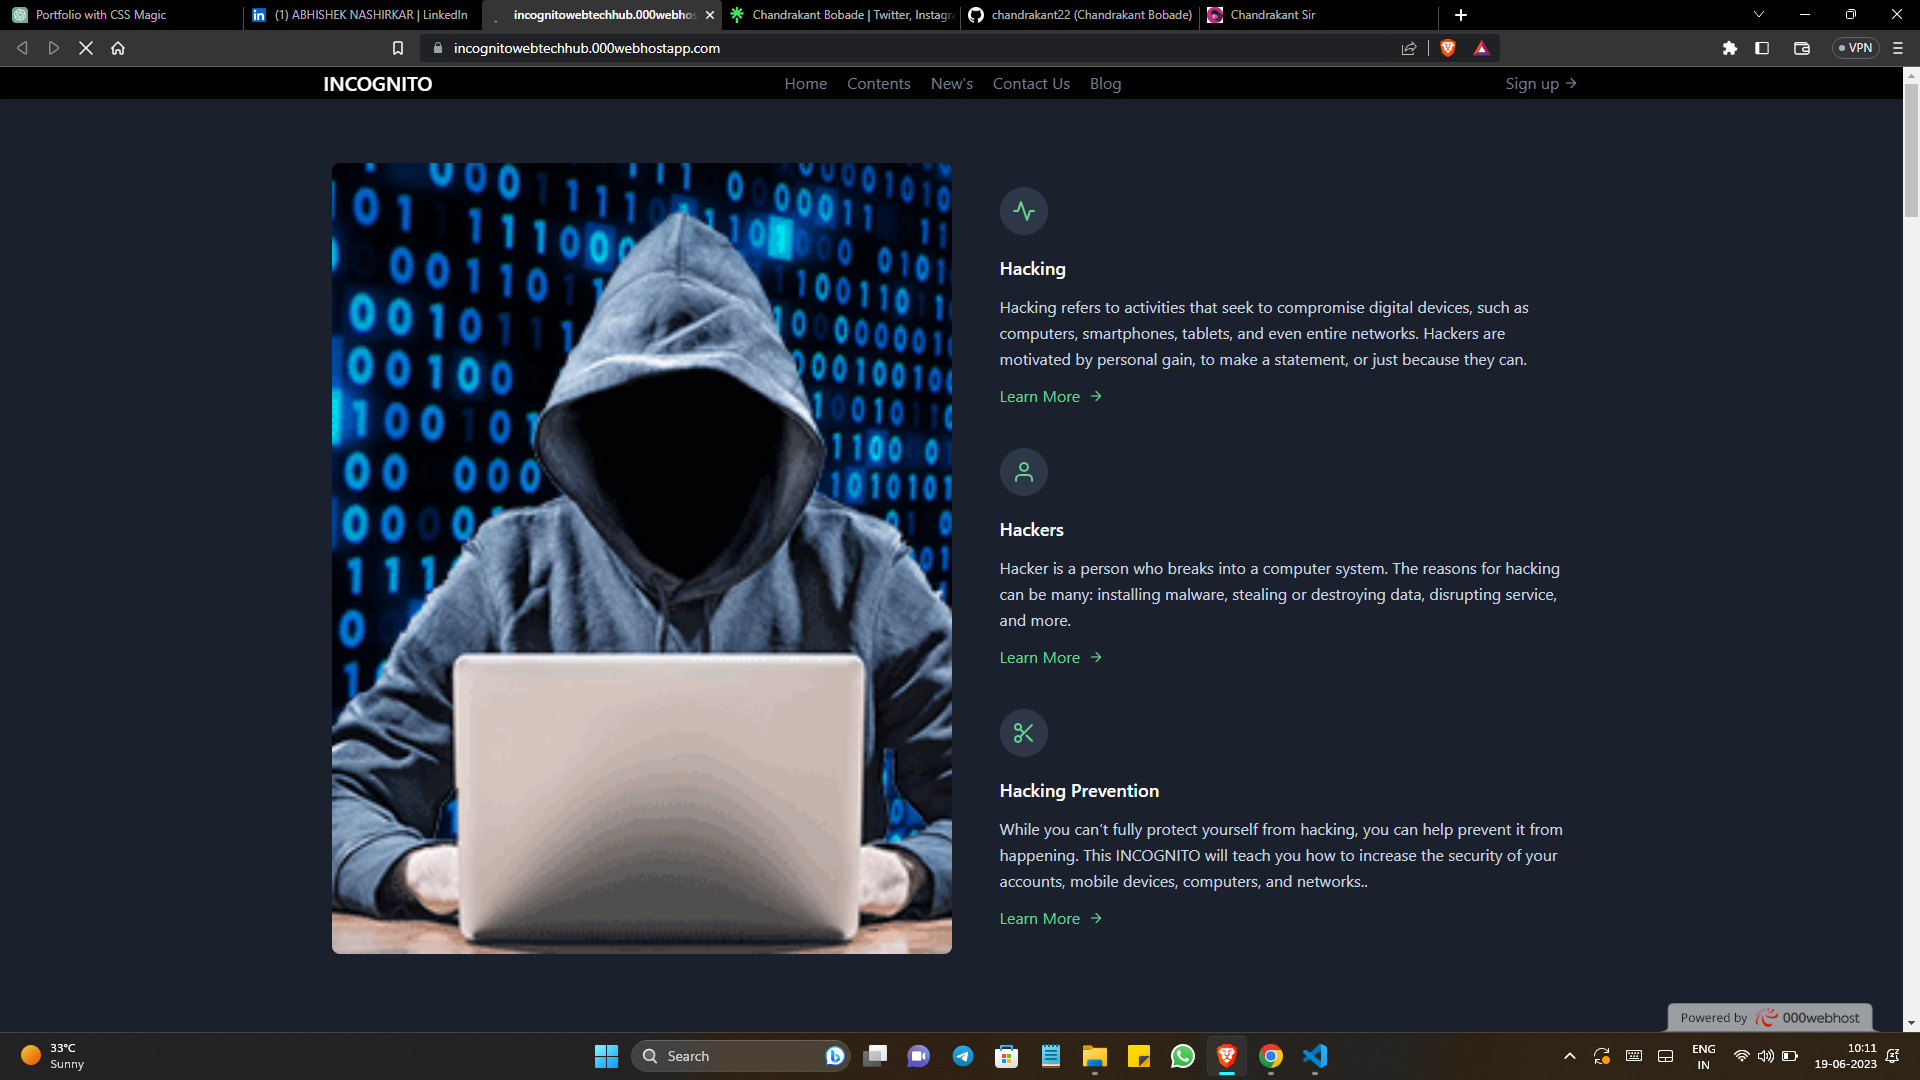 Portfolio with CSS Magic
(1) ABHISHEK NASHIRKAR | LinkedIn
incognitowebtechhub.000webhos
Chandrakant Bobade | Twitter, Instagra
chandrakant22 (Chandrakant Bobade)
Chandrakant Sir
incognitowebtechhub.000webhostapp.com
VPN
INCOGNITO
Home
Contents
New's
Contact Us
Blog
Sign up →
Hacking
Hacking refers to activities that seek to compromise digital devices, such as
computers, smartphones, tablets, and even entire networks. Hackers are
motivated by personal gain, to make a statement, or just because they can.
Learn More →
Hackers
Hacker is a person who breaks into a computer system. The reasons for hacking
can be many: installing malware, stealing or destroying data, disrupting service,
and more.
Learn More →
Hacking Prevention
While you can't fully protect yourself from hacking, you can help prevent it from
happening. This INCOGNITO will teach you how to increase the security of your
accounts, mobile devices, computers, and networks..
Learn More →
Powered by 000webhost
33°C
Sunny
Search
ENG
IN
10:11
19-06-2023